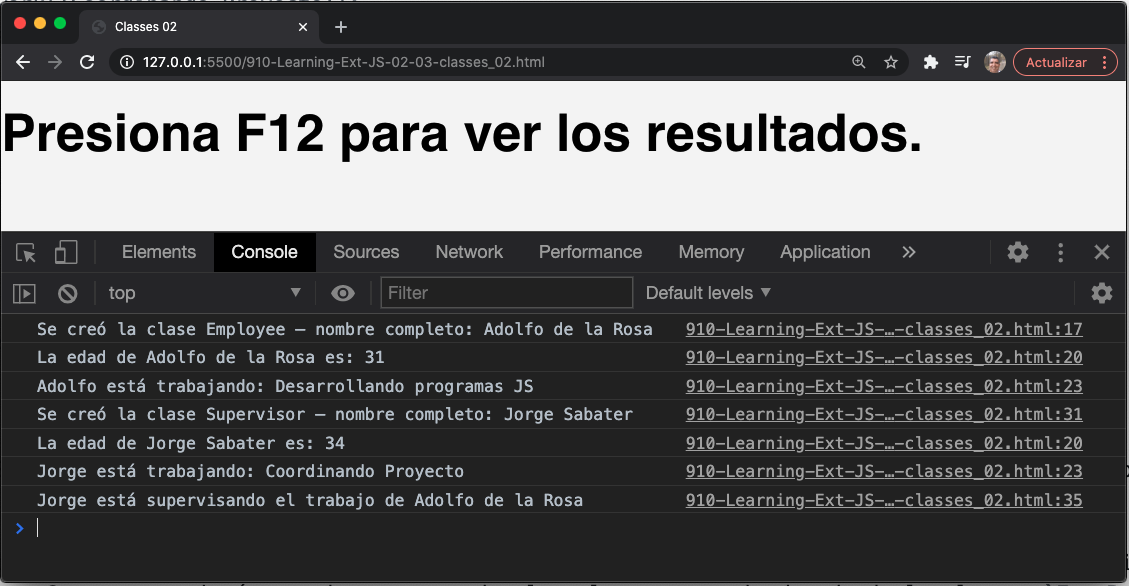 Classes 02
127.0.0.1:5500/910-Learning-Ext-JS-02-03-classes_02.html
Actualizar
Presiona F12 para ver los resultados.
Elements Console Sources Network Performance Memory Application
top Filter Default levels
Se creó la clase Employee – nombre completo: Adolfo de la Rosa 910-Learning-Ext-JS-…-classes_02.html:17
La edad de Adolfo de la Rosa es: 31 910-Learning-Ext-JS-…-classes_02.html:20
Adolfo está trabajando: Desarrollando programas JS 910-Learning-Ext-JS-…-classes_02.html:23
Se creó la clase Supervisor – nombre completo: Jorge Sabater 910-Learning-Ext-JS-…-classes_02.html:31
La edad de Jorge Sabater es: 34 910-Learning-Ext-JS-…-classes_02.html:20
Jorge está trabajando: Coordinando Proyecto 910-Learning-Ext-JS-…-classes_02.html:23
Jorge está supervisando el trabajo de Adolfo de la Rosa 910-Learning-Ext-JS-…-classes_02.html:35